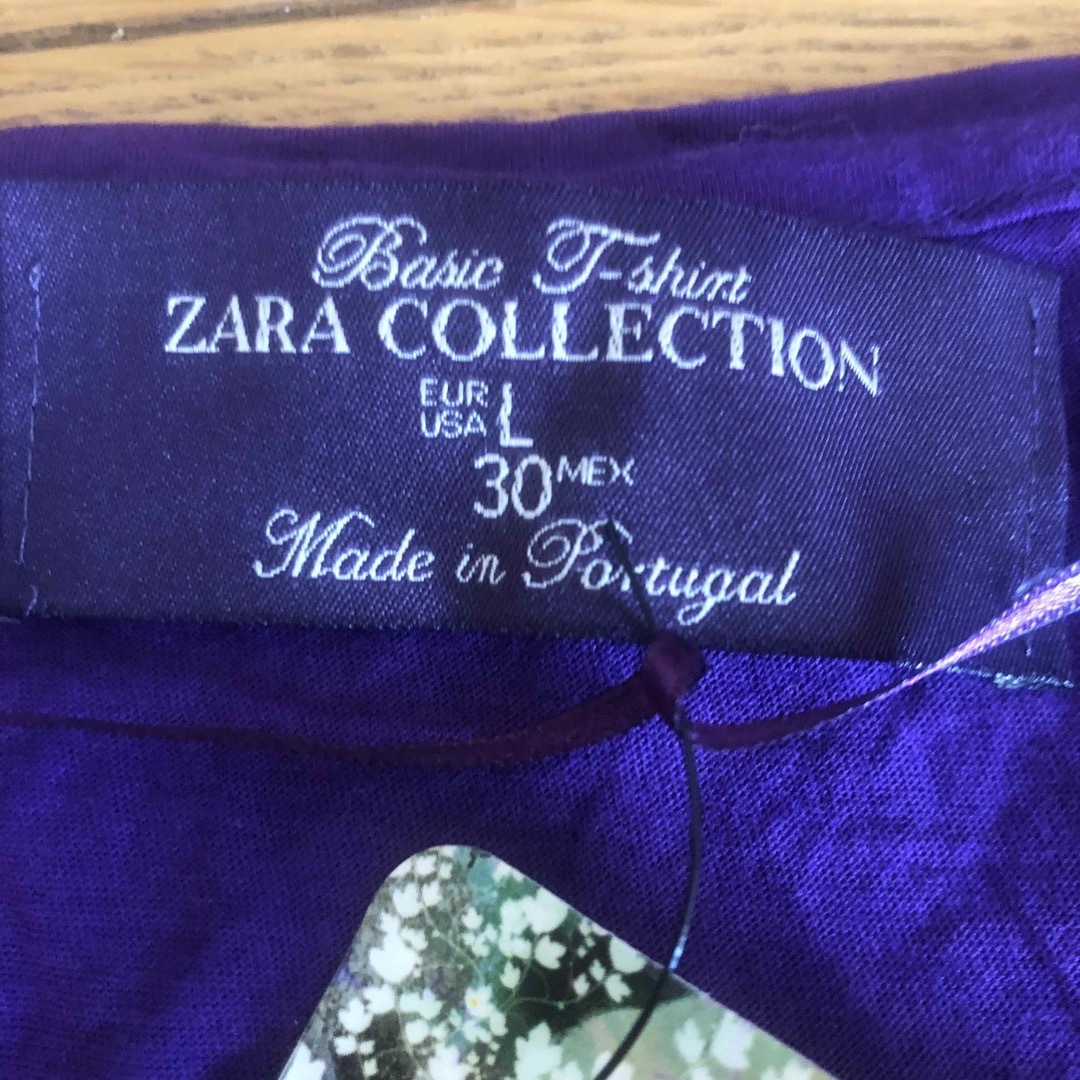 Basic T-shirt
ZARA COLLECTION
EUR
USA L
30 MEX
Made in Portugal